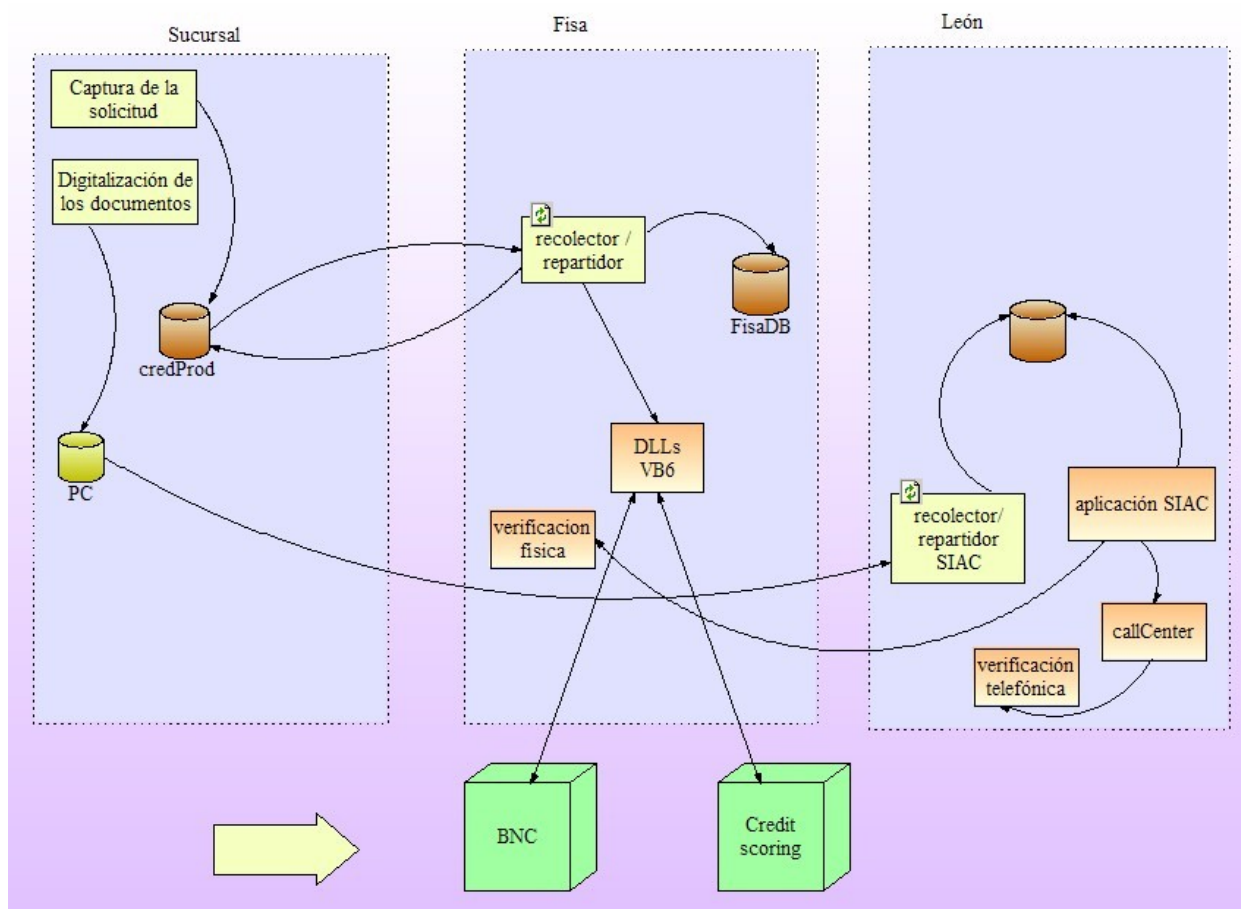 Sucursal
Fisa
León
Captura de la
solicitud
Digitalización de
los documentos
credProd
PC
recolector /
repartidor
FisaDB
DLLs
VB6
verificacion
física
recolector/
repartidor
SIAC
aplicación SIAC
callCenter
verificación
telefónica
BNC
Credit
scoring